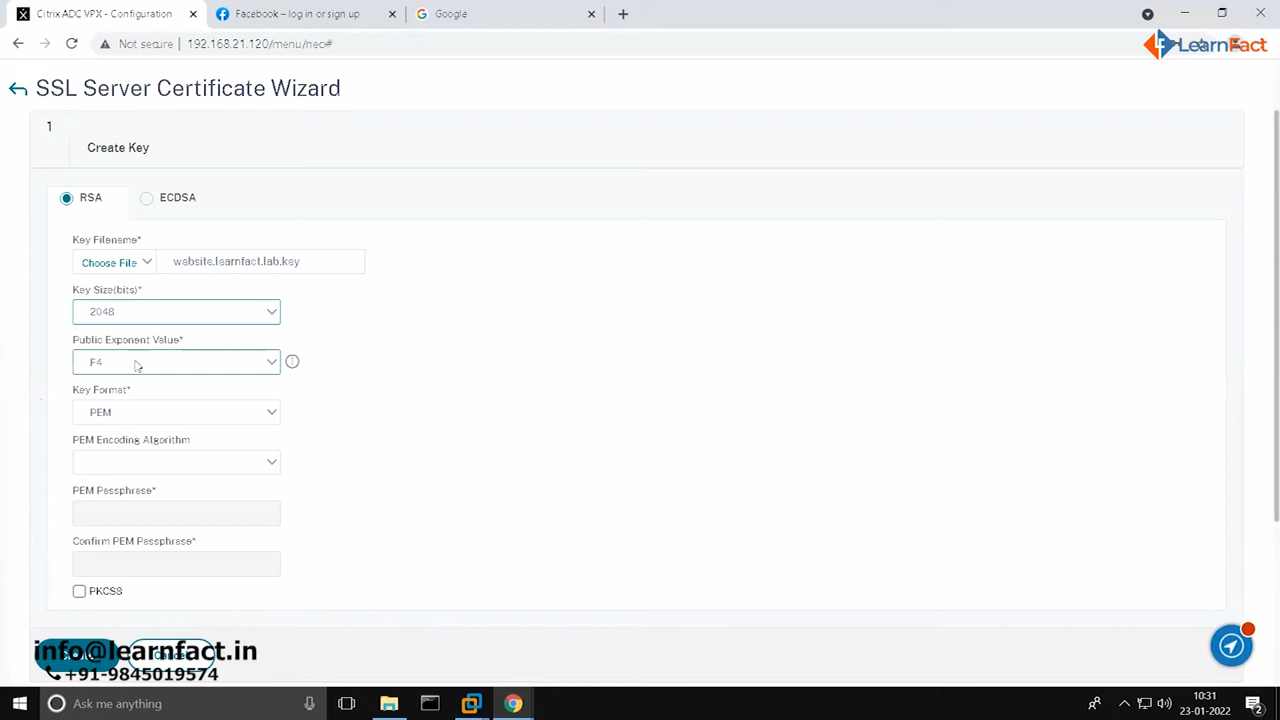 Citrix ADC VPX - Configuration
Facebook – log in or sign up
Google
Not secure
192.168.21.120/menu/neo#
LearnFact
SSL Server Certificate Wizard
1
Create Key
RSA
ECDSA
Key Filename*
Choose File
website.learnfact.lab.key
Key Size(bits)*
2048
Public Exponent Value*
F4
Key Format*
PEM
PEM Encoding Algorithm
PEM Passphrase*
Confirm PEM Passphrase*
PKCS8
Cancel
info@learnfact.in
+91-9845019574
Ask me anything
10:31
23-01-2022
2